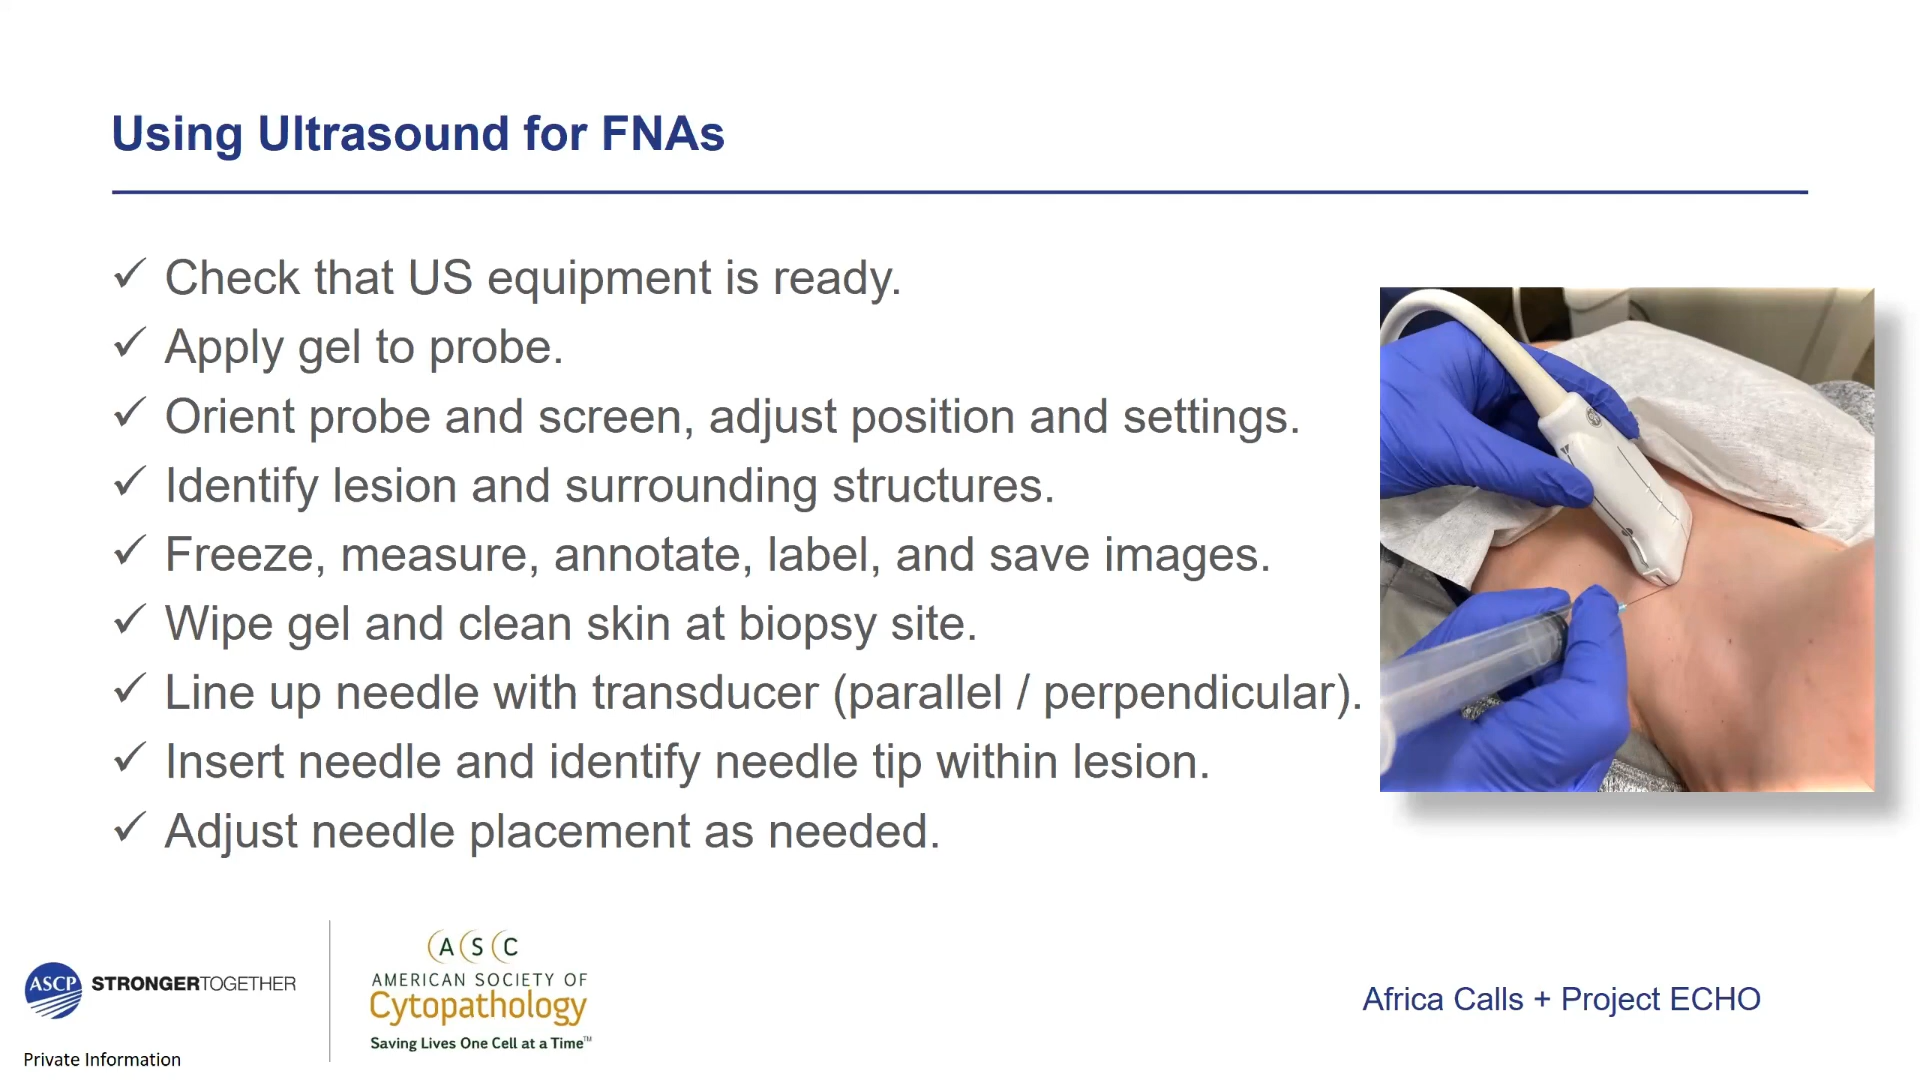 Using Ultrasound for FNAs
✓ Check that US equipment is ready.
✓ Apply gel to probe.
✓ Orient probe and screen, adjust position and settings.
✓ Identify lesion and surrounding structures.
✓ Freeze, measure, annotate, label, and save images.
✓ Wipe gel and clean skin at biopsy site.
✓ Line up needle with transducer (parallel / perpendicular).
✓ Insert needle and identify needle tip within lesion.
✓ Adjust needle placement as needed.
ASCP STRONGERTOGETHER
A S C
AMERICAN SOCIETY OF
Cytopathology
Saving Lives One Cell at a Time™
Africa Calls + Project ECHO
Private Information